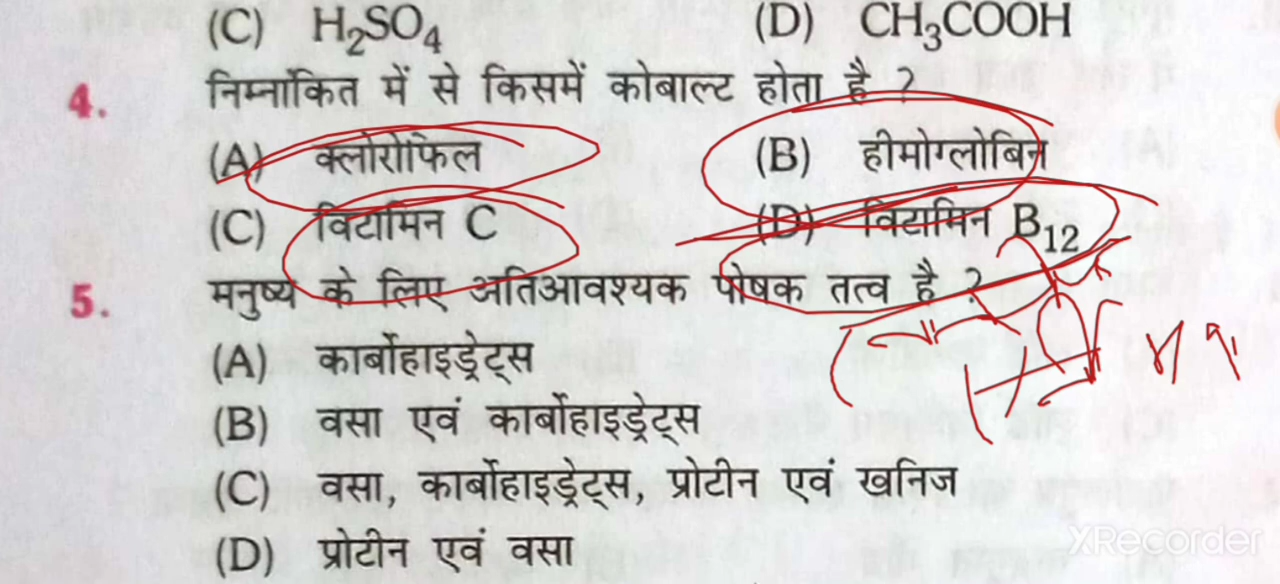 (C) H₂SO₄ (D) CH₃COOH
4. निम्नांकित में से किसमें कोबाल्ट होता है ?
(A) क्लोरोफिल (B) हीमोग्लोबिन
(C) विटामिन C (D) विटामिन B₁₂
5. मनुष्य के लिए अतिआवश्यक पोषक तत्व है ?
(A) कार्बोहाइड्रेट्स
(B) वसा एवं कार्बोहाइड्रेट्स
(C) वसा, कार्बोहाइड्रेट्स, प्रोटीन एवं खनिज
(D) प्रोटीन एवं वसा
XRecorder